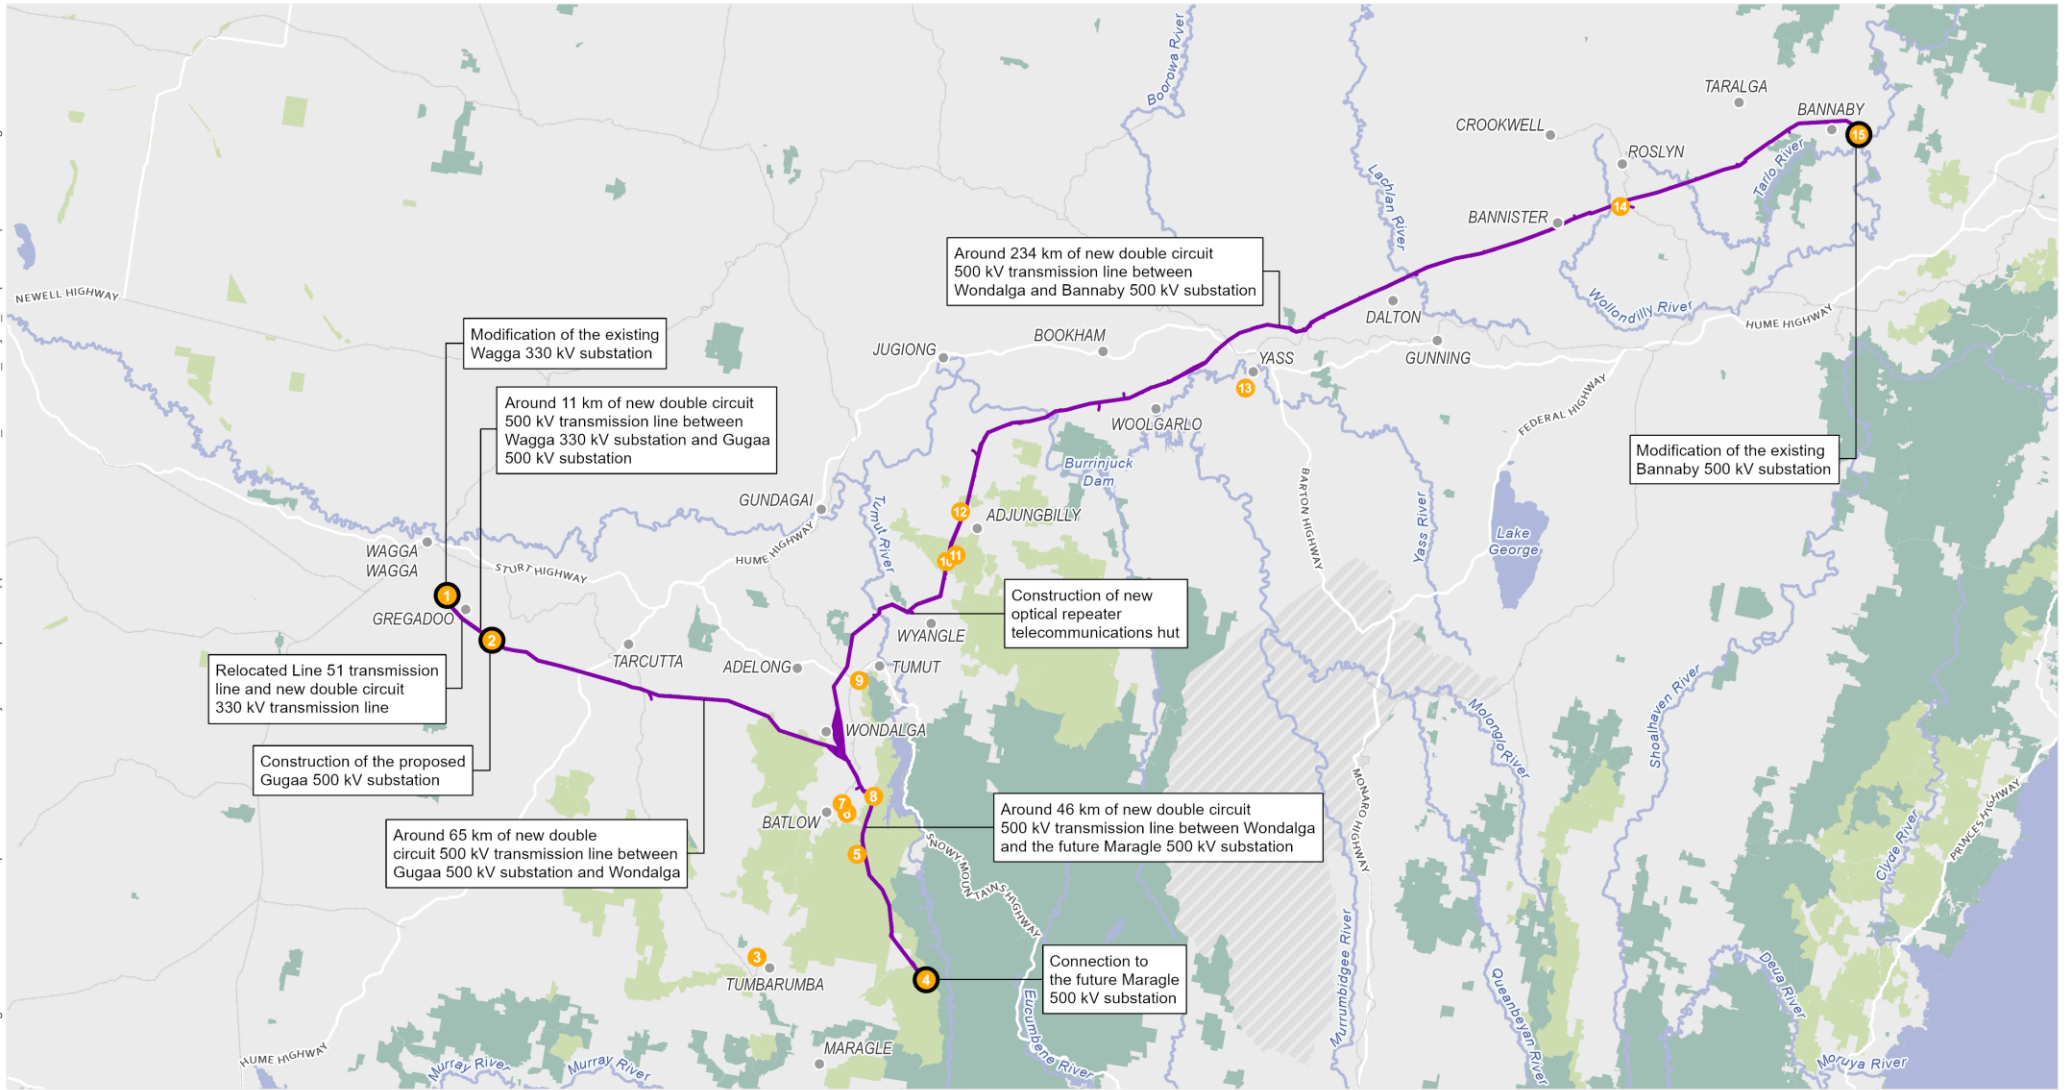 Boorowa River
TARALGA
BANNABY
CROOKWELL
15
ROSLYN
Tarlo River
Lachlan River
14
BANNISTER
Around 234 km of new double circuit
500 kV transmission line between
Wondalga and Bannaby 500 kV substation
NEWELL HIGHWAY
Wollondilly River
HUME HIGHWAY
DALTON
Modification of the existing
Wagga 330 kV substation
JUGIONG
BOOKHAM
YASS
GUNNING
13
Around 11 km of new double circuit
500 kV transmission line between
Wagga 330 kV substation and Gugaa
500 kV substation
WOOLGARLO
FEDERAL HIGHWAY
Modification of the existing
Bannaby 500 kV substation
Burrinjuck
Dam
BARTON HIGHWAY
GUNDAGAI
Tumut River
12
ADJUNGBILLY
Yass River
Lake
George
WAGGA
WAGGA
STURT HIGHWAY
HUME HIGHWAY
10
11
1
GREGADOO
Construction of new
optical repeater
telecommunications hut
2
WYANGLE
TARCUTTA
ADELONG
TUMUT
9
Relocated Line 51 transmission
line and new double circuit
330 kV transmission line
Molonglo River
Shoalhaven River
WONDALGA
Construction of the proposed
Gugaa 500 kV substation
MONARO HIGHWAY
PRINCES HIGHWAY
8
7
6
BATLOW
Around 46 km of new double circuit
500 kV transmission line between Wondalga
and the future Maragle 500 kV substation
Around 65 km of new double
circuit 500 kV transmission line between
Gugaa 500 kV substation and Wondalga
5
SNOWY MOUNTAINS HIGHWAY
Clyde River
3
TUMBARUMBA
4
Connection to
the future Maragle
500 kV substation
Murrumbidgee River
Queanbeyan River
Deua River
Eucumbene River
HUME HIGHWAY
MARAGLE
Murray River
Murray River
Moruya River